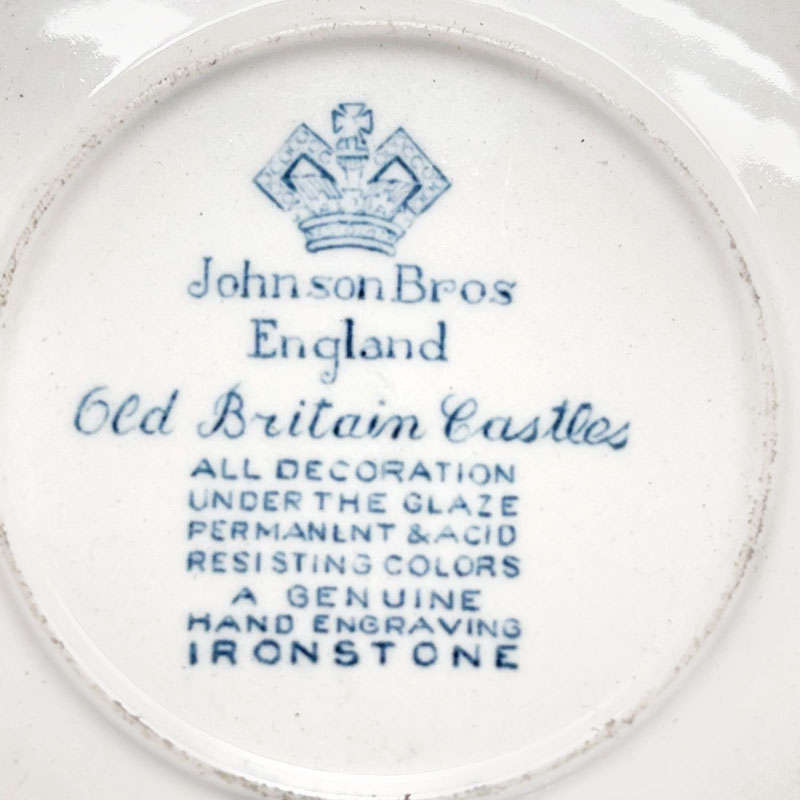 Johnson Bros
England
Old Britain Castles
ALL DECORATION
UNDER THE GLAZE
PERMANENT & ACID
RESISTING COLORS
A GENUINE
HAND ENGRAVING
IRONSTONE